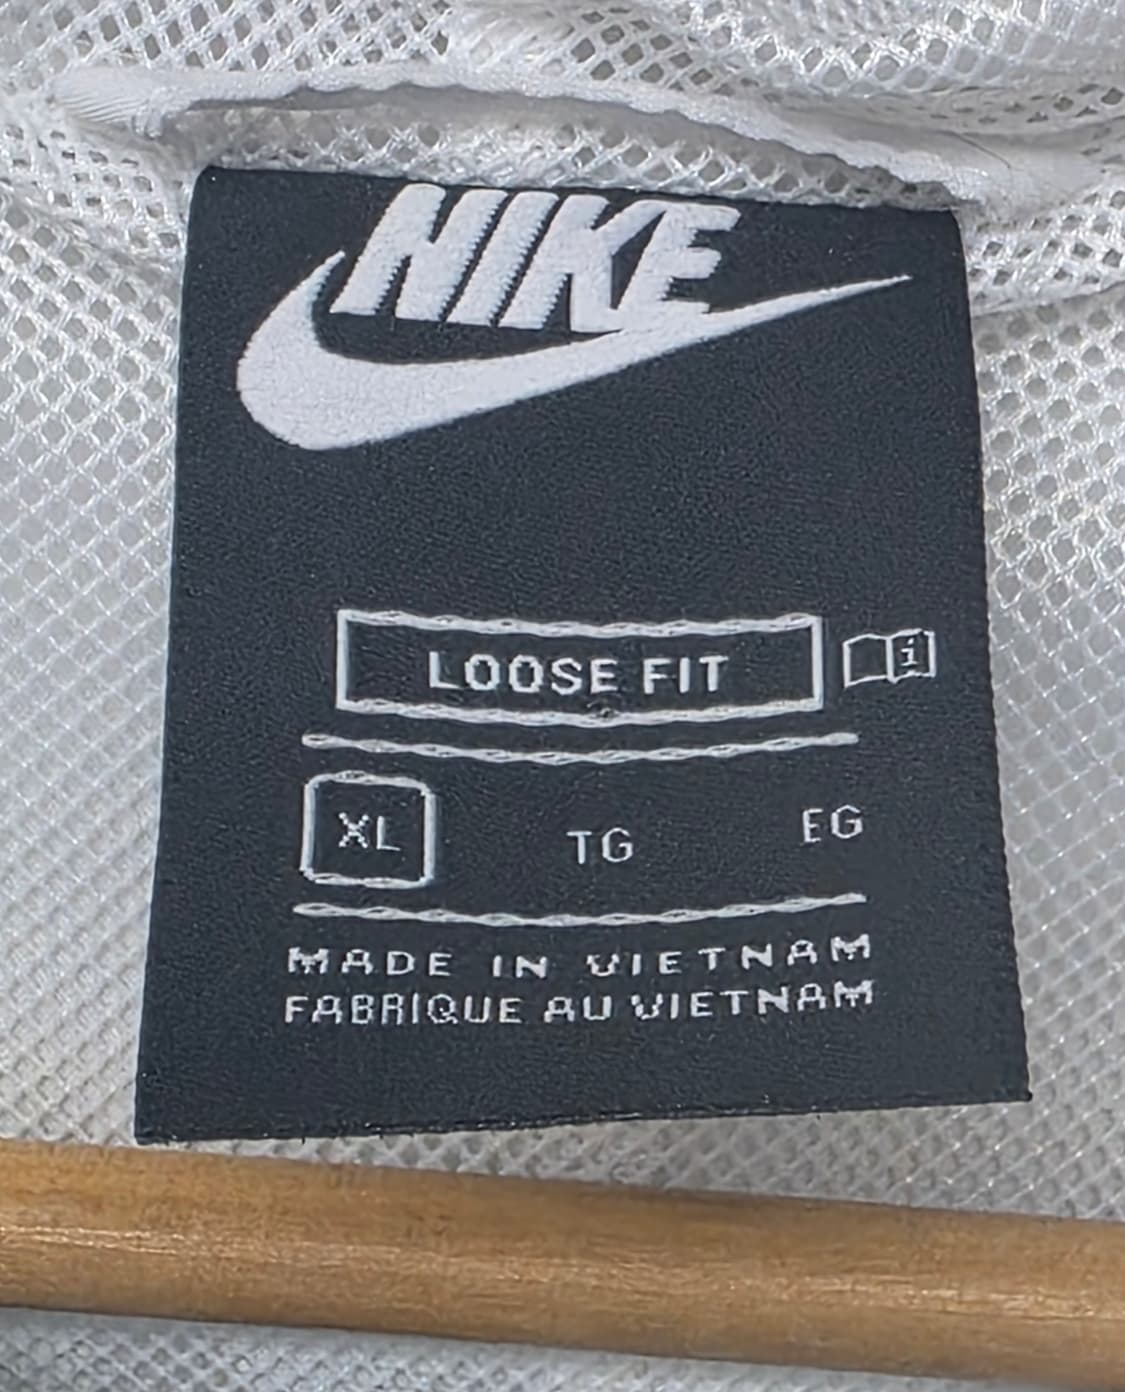 NIKE
LOOSE FIT i
XL TG EG
MADE IN VIETNAM
FABRIQUE AU VIETNAM